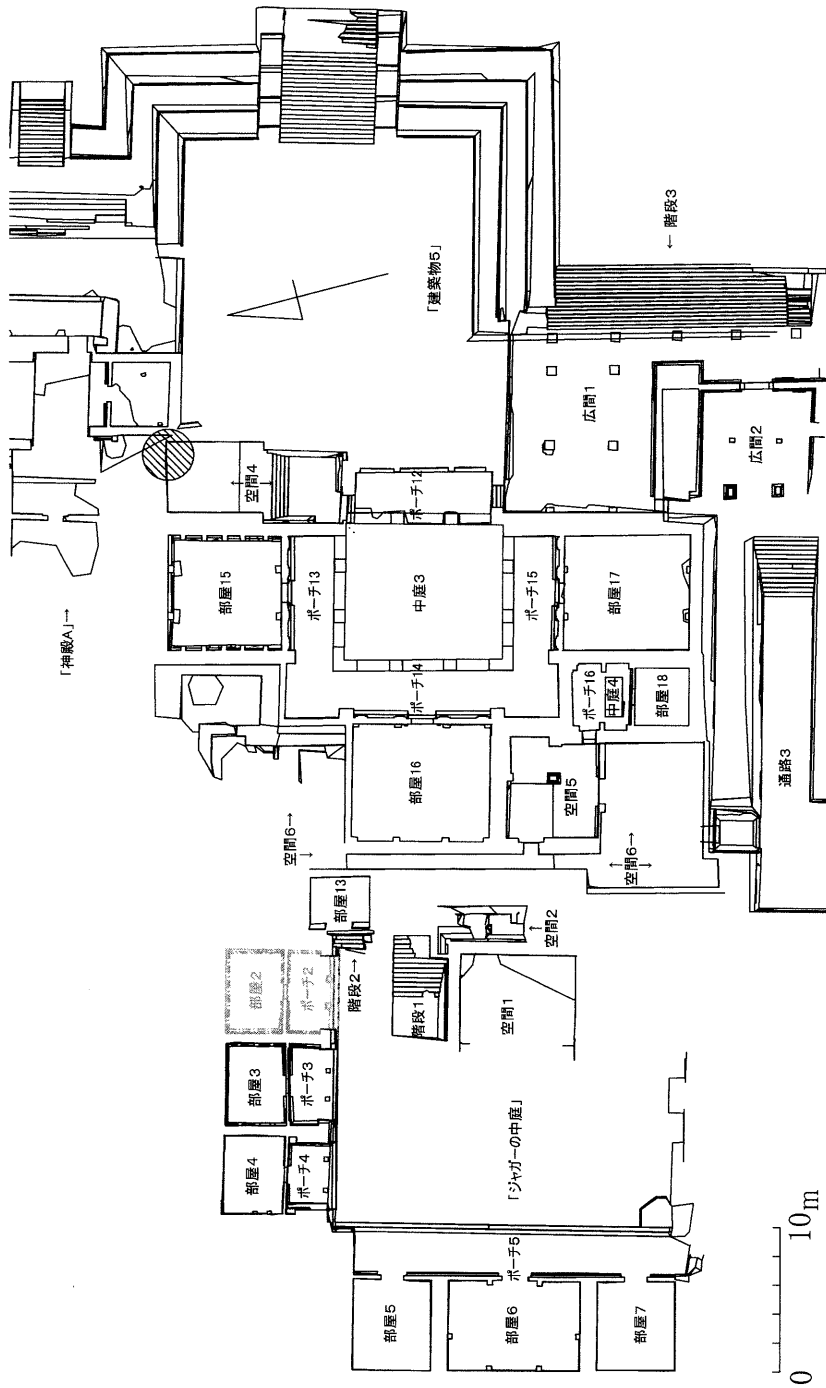 「神殿A」→
「建築物5」
← 階段3
広間1
広間2
←空間4→
ポーチ12
部屋15
ポーチ13
中庭3
ポーチ15
部屋17
ポーチ14
ポーチ16
中庭4
部屋18
部屋16
空間5
空間6→
←空間6→
通路3
部屋13
階段2→
階段1
空間2
空間1
部屋2
ポーチ2
部屋3
ポーチ3
部屋4
ポーチ4
「ジャガーの中庭」
ポーチ5
部屋5
部屋6
部屋7
0
10m